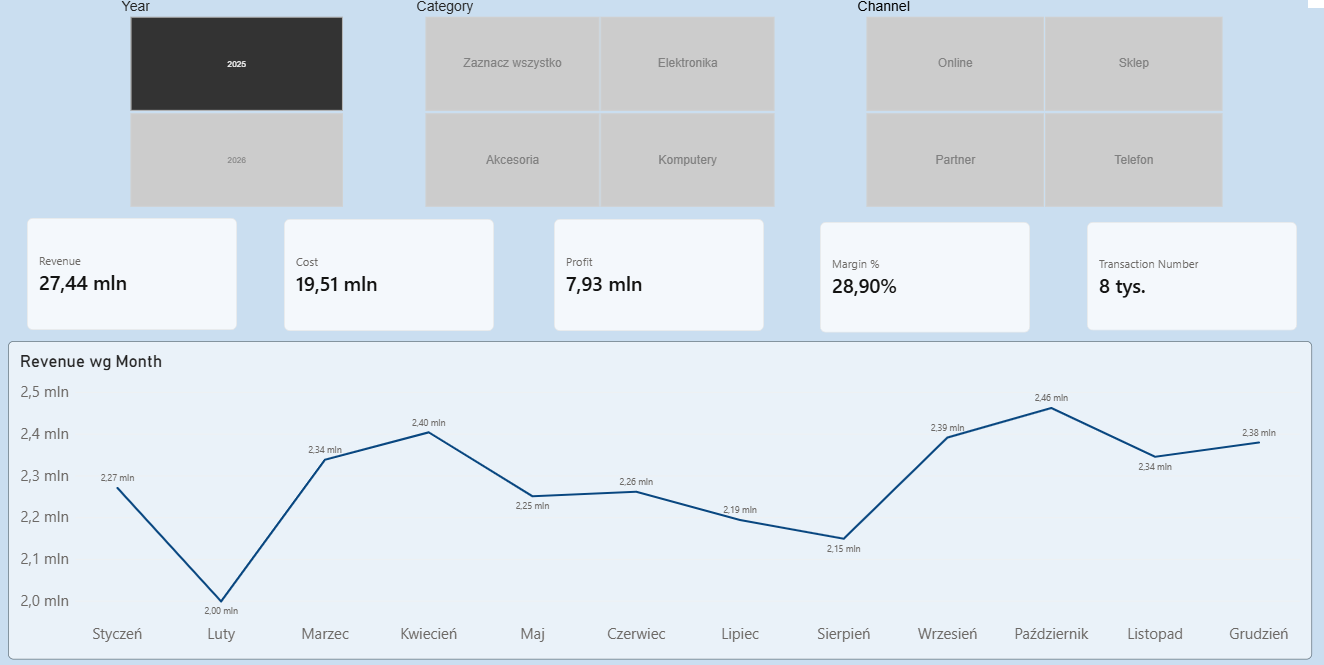 Year
Category
Channel
2025
Zaznacz wszystko
Elektronika
Online
Sklep
2026
Akcesoria
Komputery
Partner
Telefon
Revenue
27,44 mln
Cost
19,51 mln
Profit
7,93 mln
Margin %
28,90%
Transaction Number
8 tys.
Revenue wg Month
2,5 mln
2,4 mln
2,3 mln
2,2 mln
2,1 mln
2,0 mln
2,27 mln
2,00 mln
2,34 mln
2,40 mln
2,25 mln
2,26 mln
2,19 mln
2,15 mln
2,39 mln
2,46 mln
2,34 mln
2,38 mln
Styczeń
Luty
Marzec
Kwiecień
Maj
Czerwiec
Lipiec
Sierpień
Wrzesień
Październik
Listopad
Grudzień